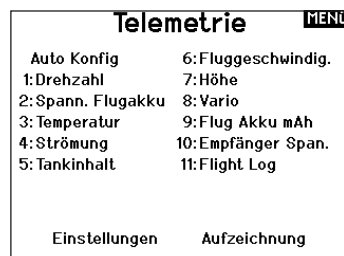 Telemetrie
MENU
Auto Konfig
1:Drehzahl
2:Spann. Flugakku
3:Temperatur
4:Strömung
5:Tankinhalt
6:Fluggeschwindig.
7:Höhe
8:Vario
9:Flug Akku mAh
10:Empfänger Span.
11:Flight Log
Einstellungen
Aufzeichnung